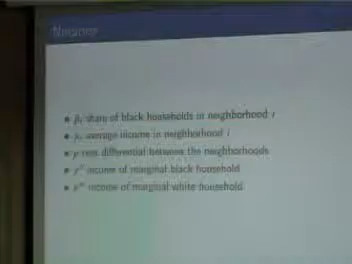 Notation
• β_i share of black households in neighborhood i
• μ_i average income in neighborhood i
• ρ rent differential between the neighborhoods
• y^b income of marginal black household
• y^w income of marginal white household